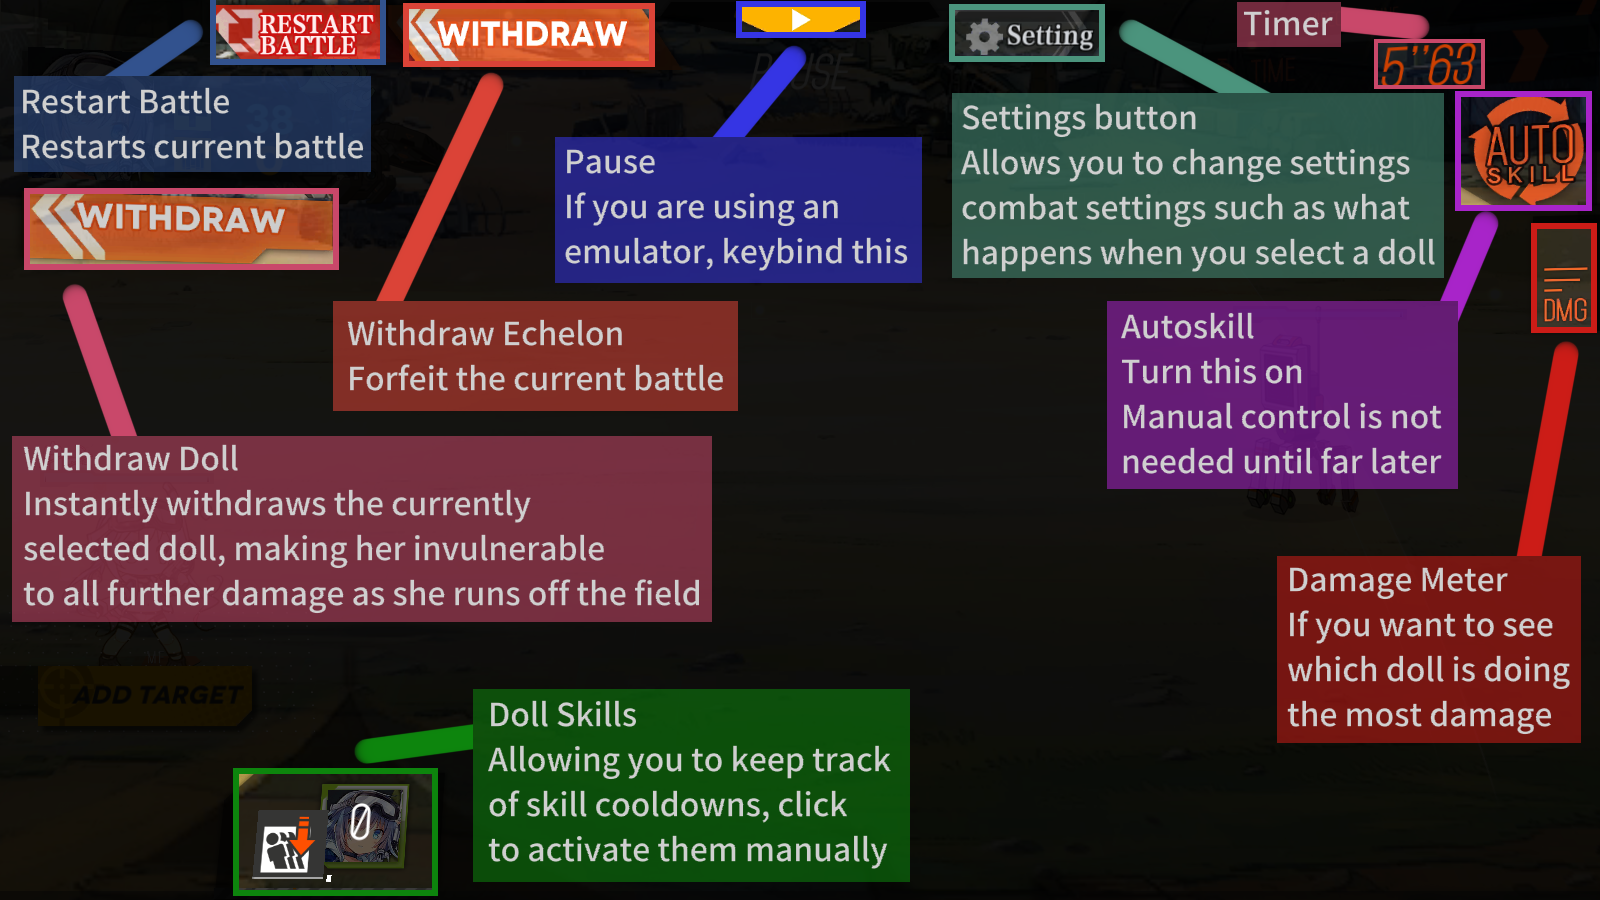 RESTART
BATTLE
WITHDRAW
Setting
Timer
5"63
PAUSE
TIME
38
Restart Battle
Restarts current battle
WITHDRAW
Pause
If you are using an
emulator, keybind this
Settings button
Allows you to change settings
combat settings such as what
happens when you select a doll
AUTO
SKILL
DMG
Withdraw Echelon
Forfeit the current battle
Autoskill
Turn this on
Manual control is not
needed until far later
Withdraw Doll
Instantly withdraws the currently
selected doll, making her invulnerable
to all further damage as she runs off the field
Damage Meter
If you want to see
which doll is doing
the most damage
ADD TARGET
Doll Skills
Allowing you to keep track
of skill cooldowns, click
to activate them manually
0